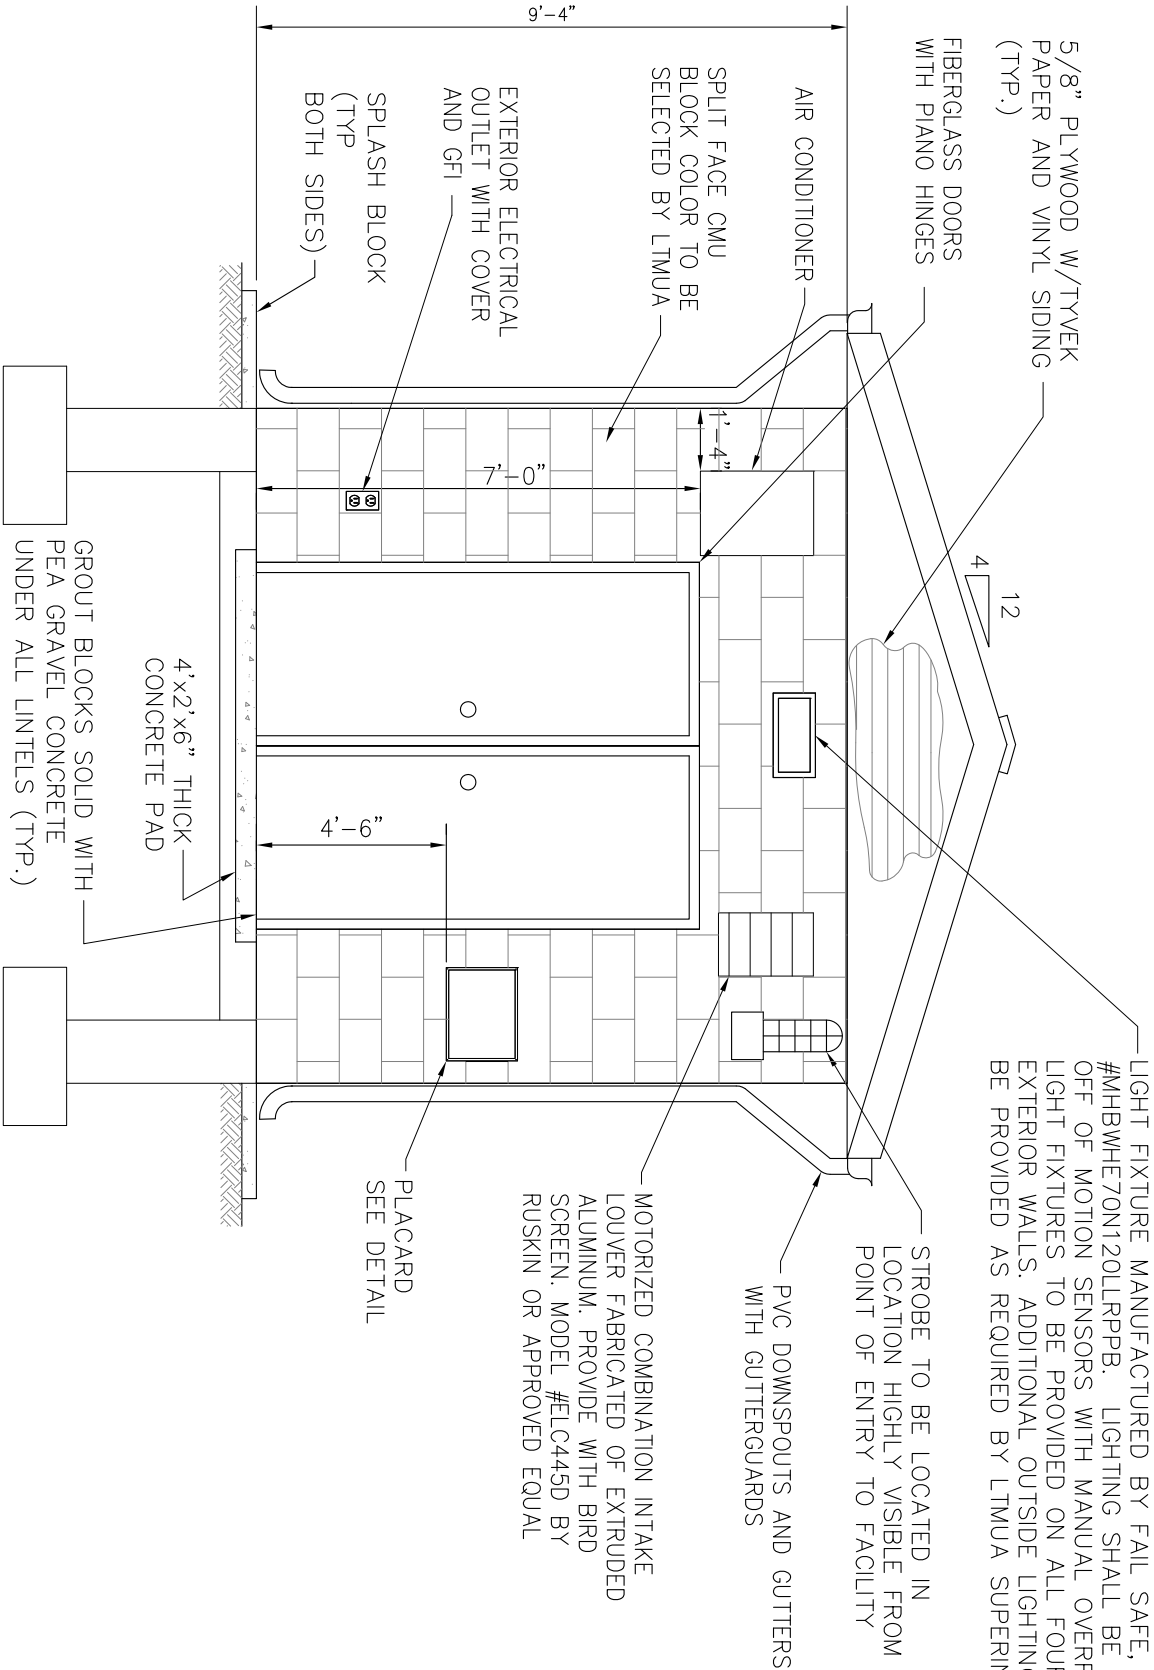 5/8" PLYWOOD W/TYVEK
PAPER AND VINYL SIDING
(TYP.)
FIBERGLASS DOORS
WITH PIANO HINGES
AIR CONDITIONER
SPLIT FACE CMU
BLOCK COLOR TO BE
SELECTED BY LTMUA
EXTERIOR ELECTRICAL
OUTLET WITH COVER
AND GFI
SPLASH BLOCK
(TYP
BOTH SIDES)
9'-4"
12
4
1'-4"
7'-0"
4'-6"
LIGHT FIXTURE MANUFACTURED BY FAIL SAFE,
#MHBWHE70N120LLRPPB. LIGHTING SHALL BE
OFF OF MOTION SENSORS WITH MANUAL
LIGHT FIXTURES TO BE PROVIDED ON ALL
EXTERIOR WALLS. ADDITIONAL OUTSIDE
BE PROVIDED AS REQUIRED BY LTMUA
STROBE TO BE LOCATED IN
LOCATION HIGHLY VISIBLE FROM
POINT OF ENTRY TO FACILITY
PVC DOWNSPOUTS AND GUTTERS
WITH GUTTERGUARDS
MOTORIZED COMBINATION INTAKE
LOUVER FABRICATED OF EXTRUDED
ALUMINUM. PROVIDE WITH BIRD
SCREEN. MODEL #ELC445D BY
RUSKIN OR APPROVED EQUAL
PLACARD
SEE DETAIL
4'x2'x6" THICK
CONCRETE PAD
GROUT BLOCKS SOLID WITH
PEA GRAVEL CONCRETE
UNDER ALL LINTELS (TYP.)